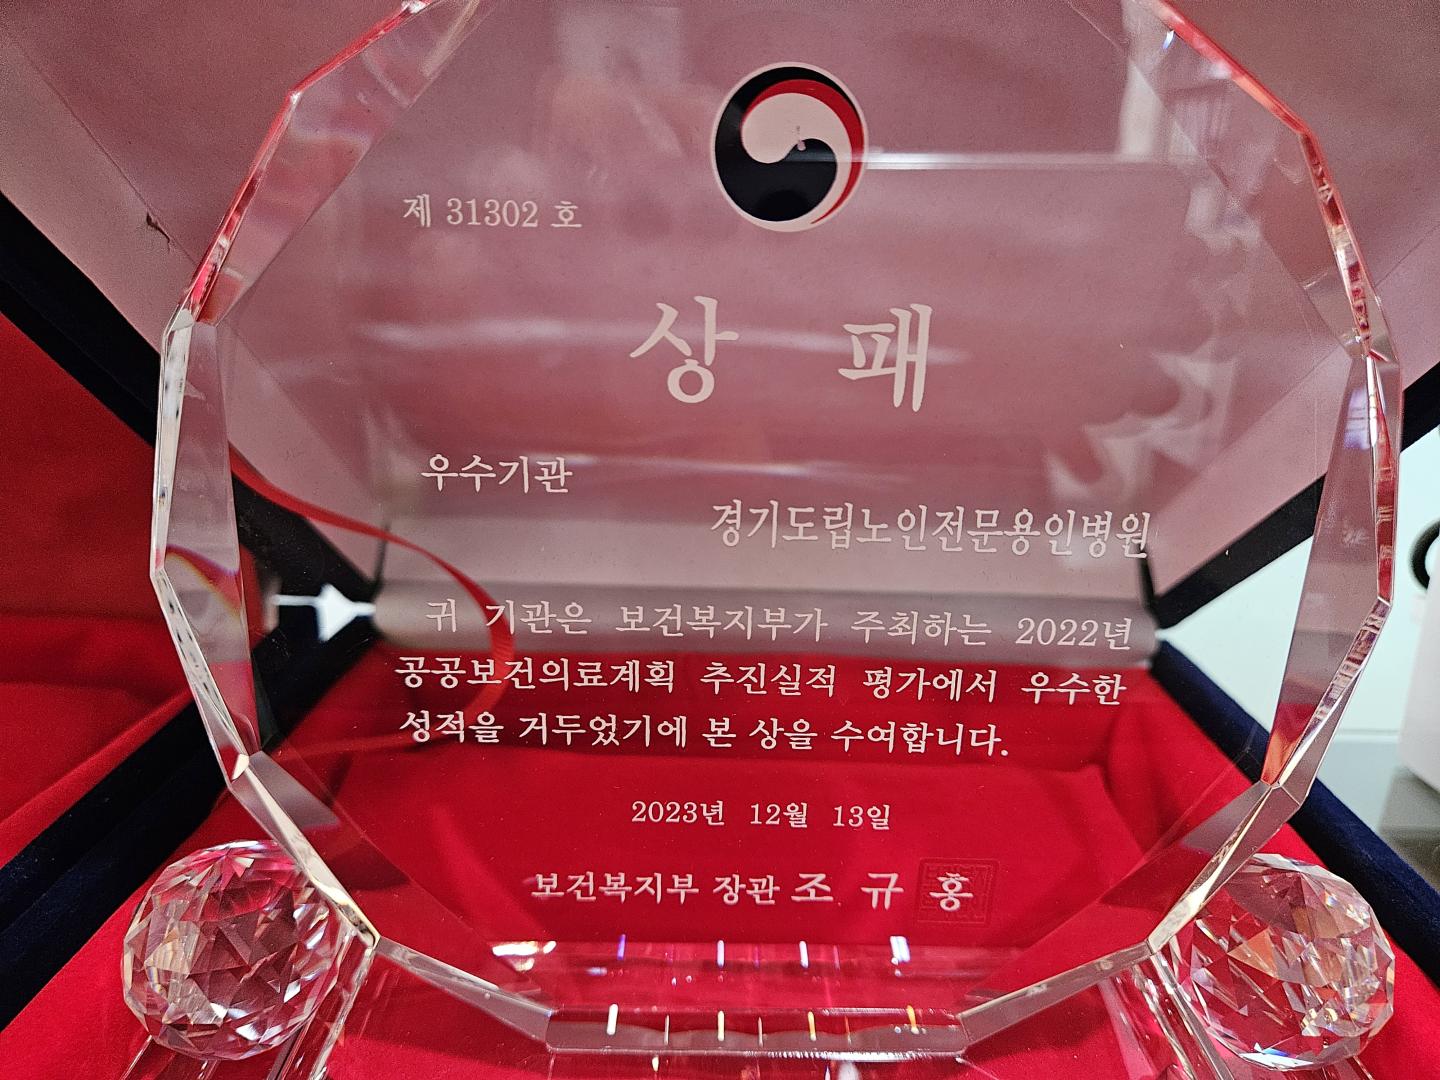 제 31302 호
상 패
우수기관
경기도립노인전문용인병원
귀 기관은 보건복지부가 주최하는 2022년
공공보건의료계획 추진실적 평가에서 우수한
성적을 거두었기에 본 상을 수여합니다.
2023년 12월 13일
보건복지부 장관 조 규 홍